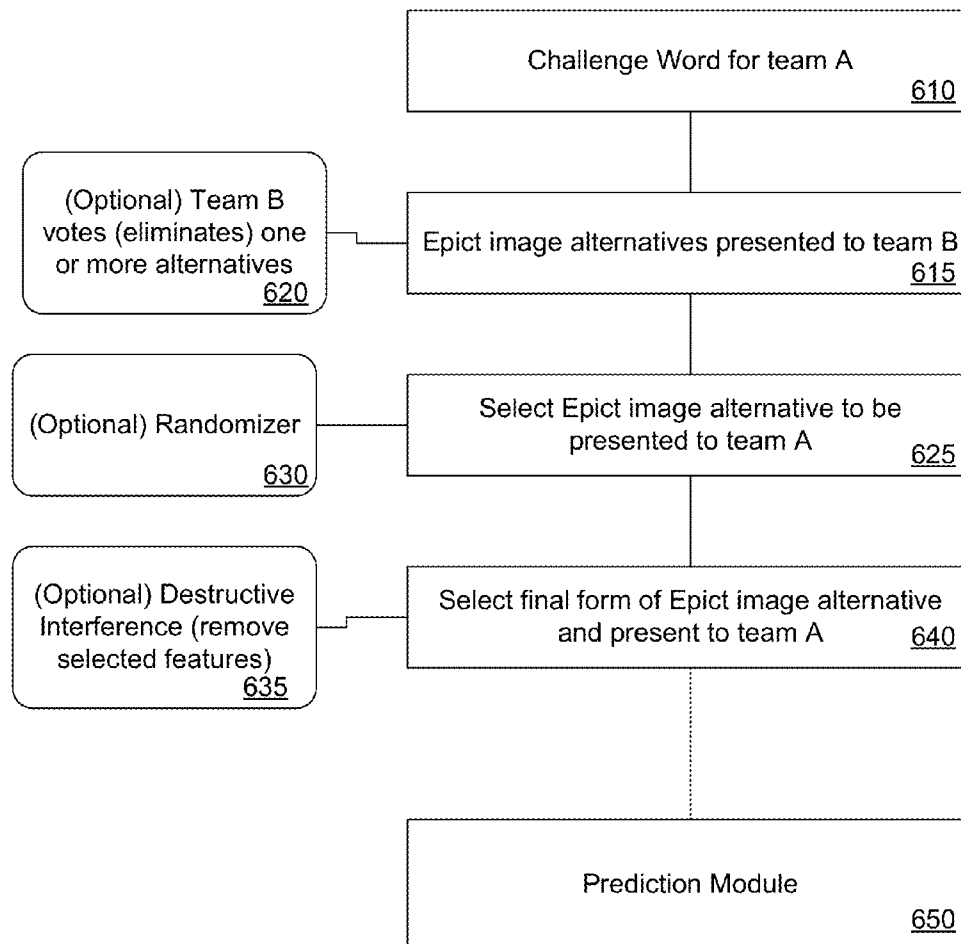 Challenge Word for team A
610
(Optional) Team B
votes (eliminates) one
or more alternatives
620
Epict image alternatives presented to team B
615
(Optional) Randomizer
630
Select Epict image alternative to be
presented to team A
625
(Optional) Destructive
Interference (remove
selected features)
635
Select final form of Epict image alternative
and present to team A
640
Prediction Module
650